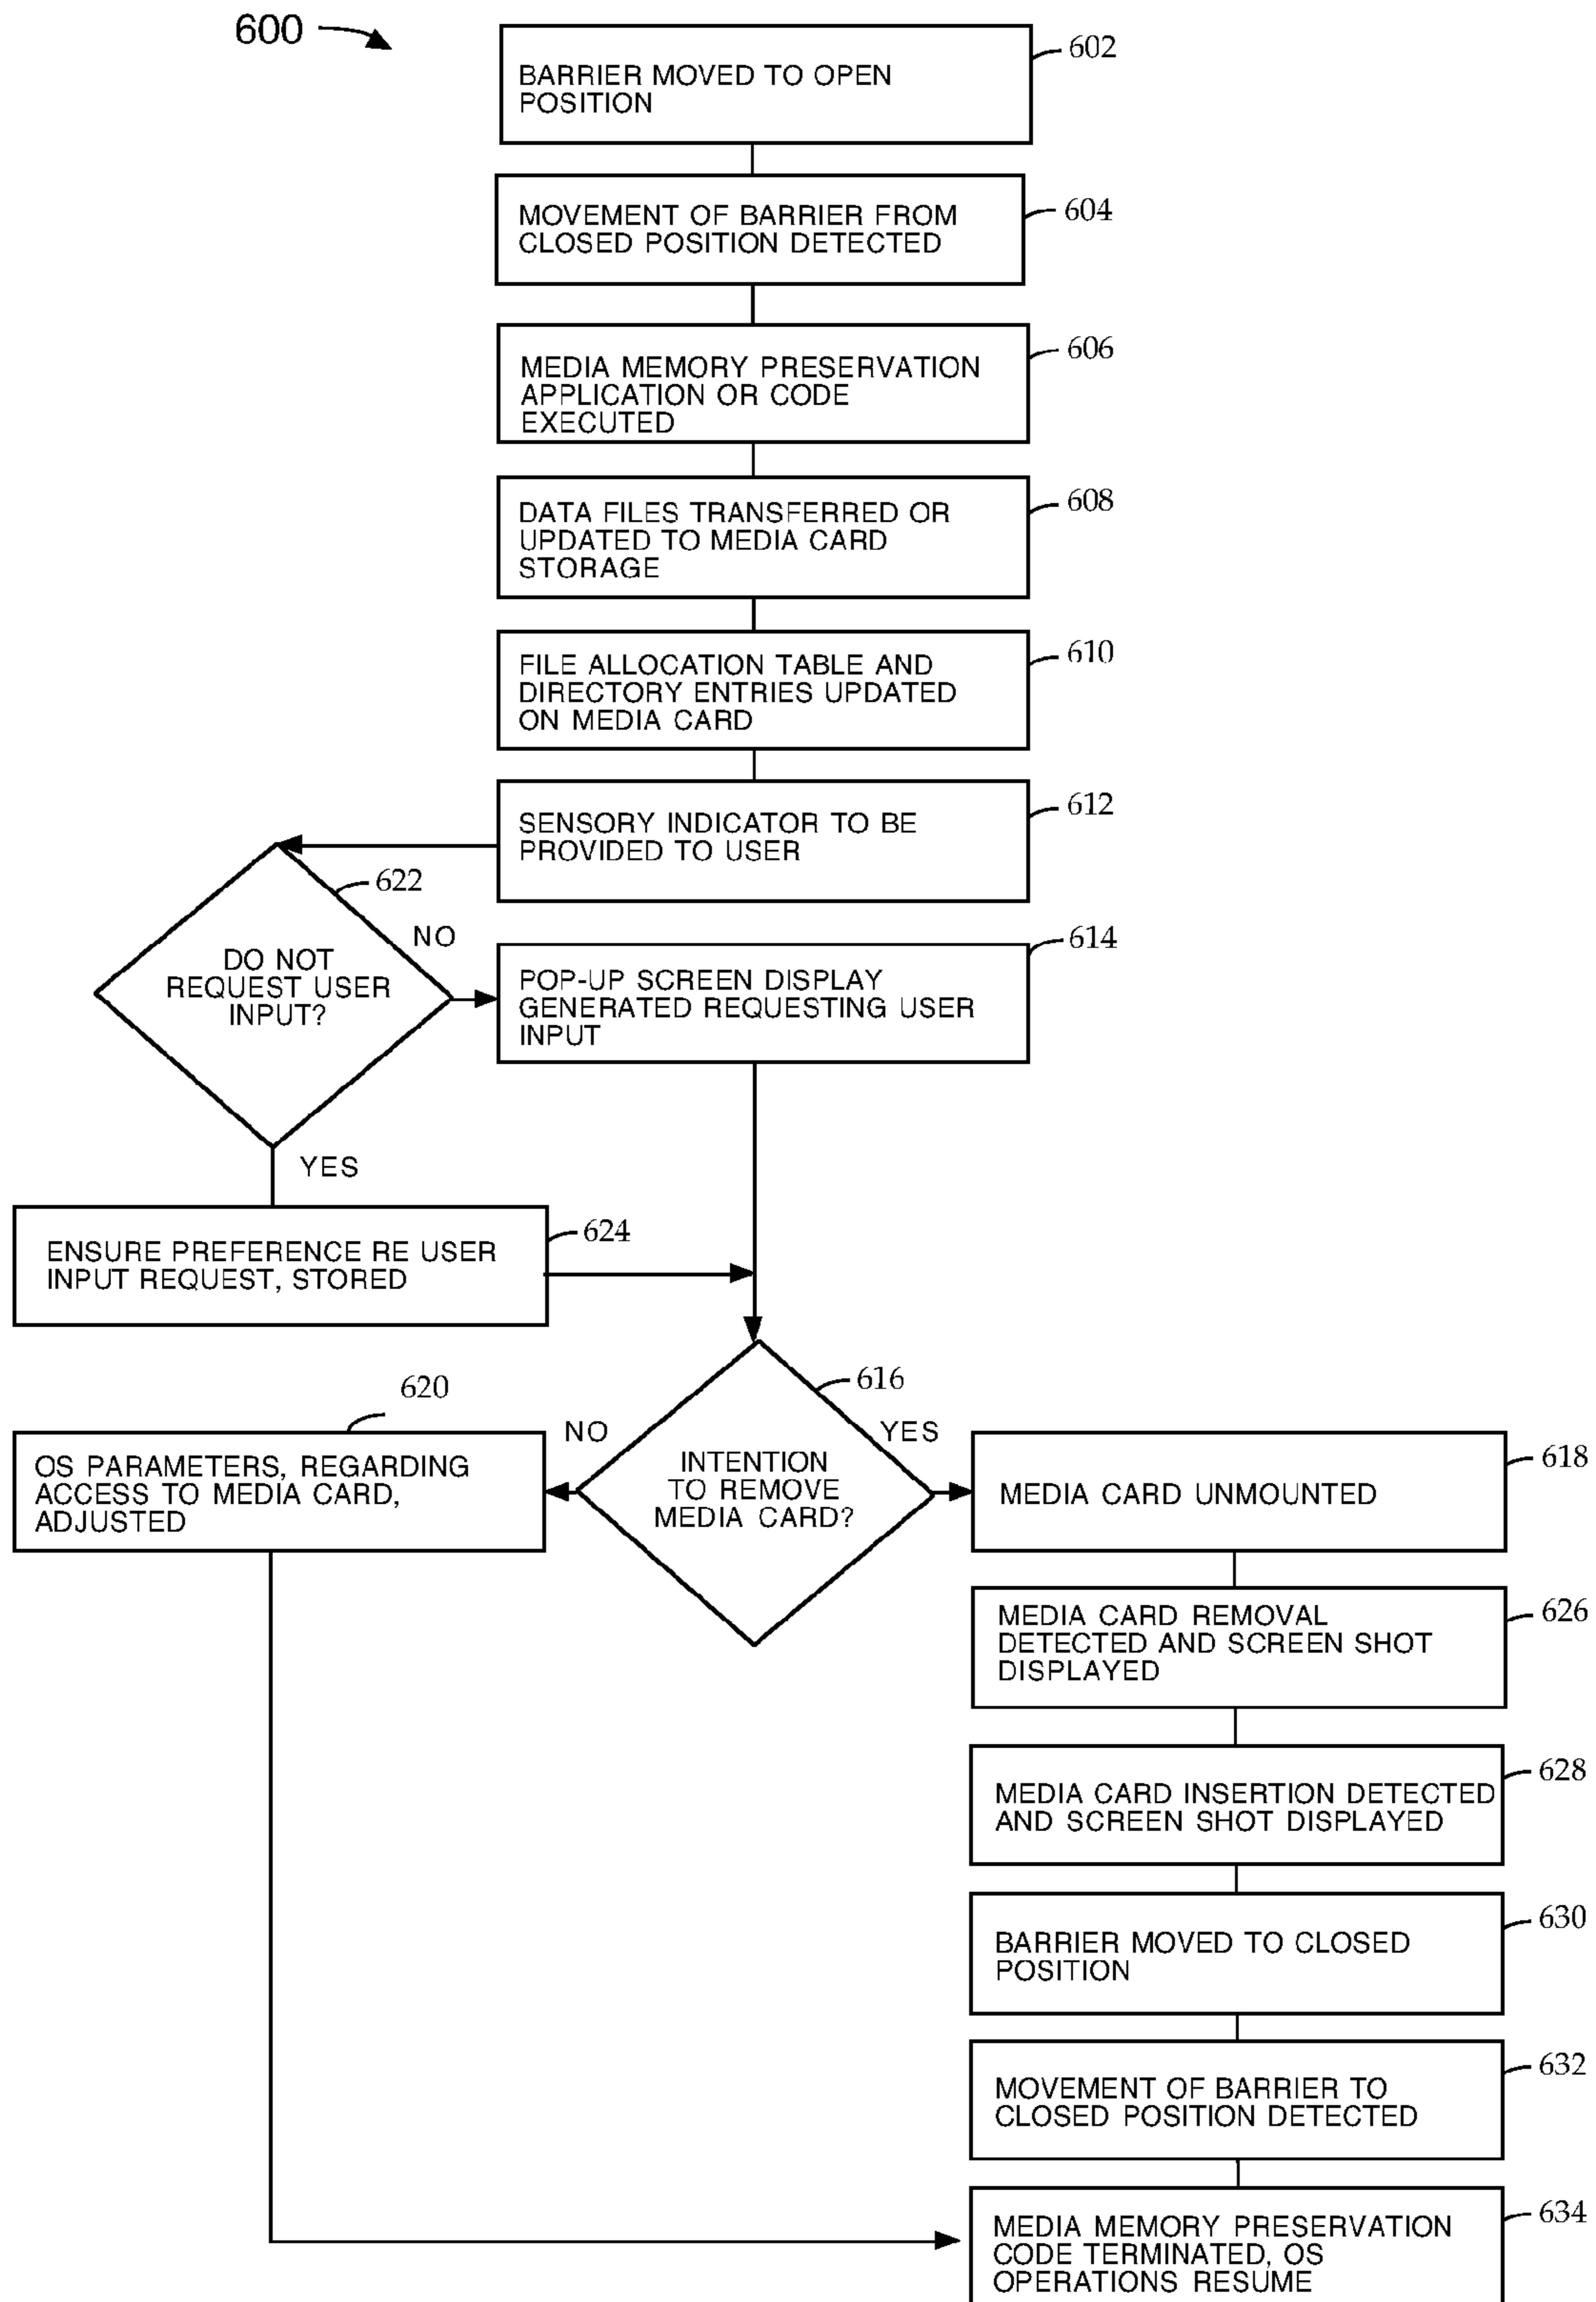 600
BARRIER MOVED TO OPEN
POSITION
602
MOVEMENT OF BARRIER FROM
CLOSED POSITION DETECTED
604
MEDIA MEMORY PRESERVATION
APPLICATION OR CODE
EXECUTED
606
DATA FILES TRANSFERRED OR
UPDATED TO MEDIA CARD
STORAGE
608
FILE ALLOCATION TABLE AND
DIRECTORY ENTRIES UPDATED
ON MEDIA CARD
610
SENSORY INDICATOR TO BE
PROVIDED TO USER
612
622
DO NOT
REQUEST USER
INPUT?
NO
YES
POP-UP SCREEN DISPLAY
GENERATED REQUESTING USER
INPUT
614
ENSURE PREFERENCE RE USER
INPUT REQUEST, STORED
624
616
INTENTION
TO REMOVE
MEDIA CARD?
NO
YES
620
OS PARAMETERS, REGARDING
ACCESS TO MEDIA CARD,
ADJUSTED
MEDIA CARD UNMOUNTED
618
MEDIA CARD REMOVAL
DETECTED AND SCREEN SHOT
DISPLAYED
626
MEDIA CARD INSERTION DETECTED
AND SCREEN SHOT DISPLAYED
628
BARRIER MOVED TO CLOSED
POSITION
630
MOVEMENT OF BARRIER TO
CLOSED POSITION DETECTED
632
MEDIA MEMORY PRESERVATION
CODE TERMINATED, OS
OPERATIONS RESUME
634